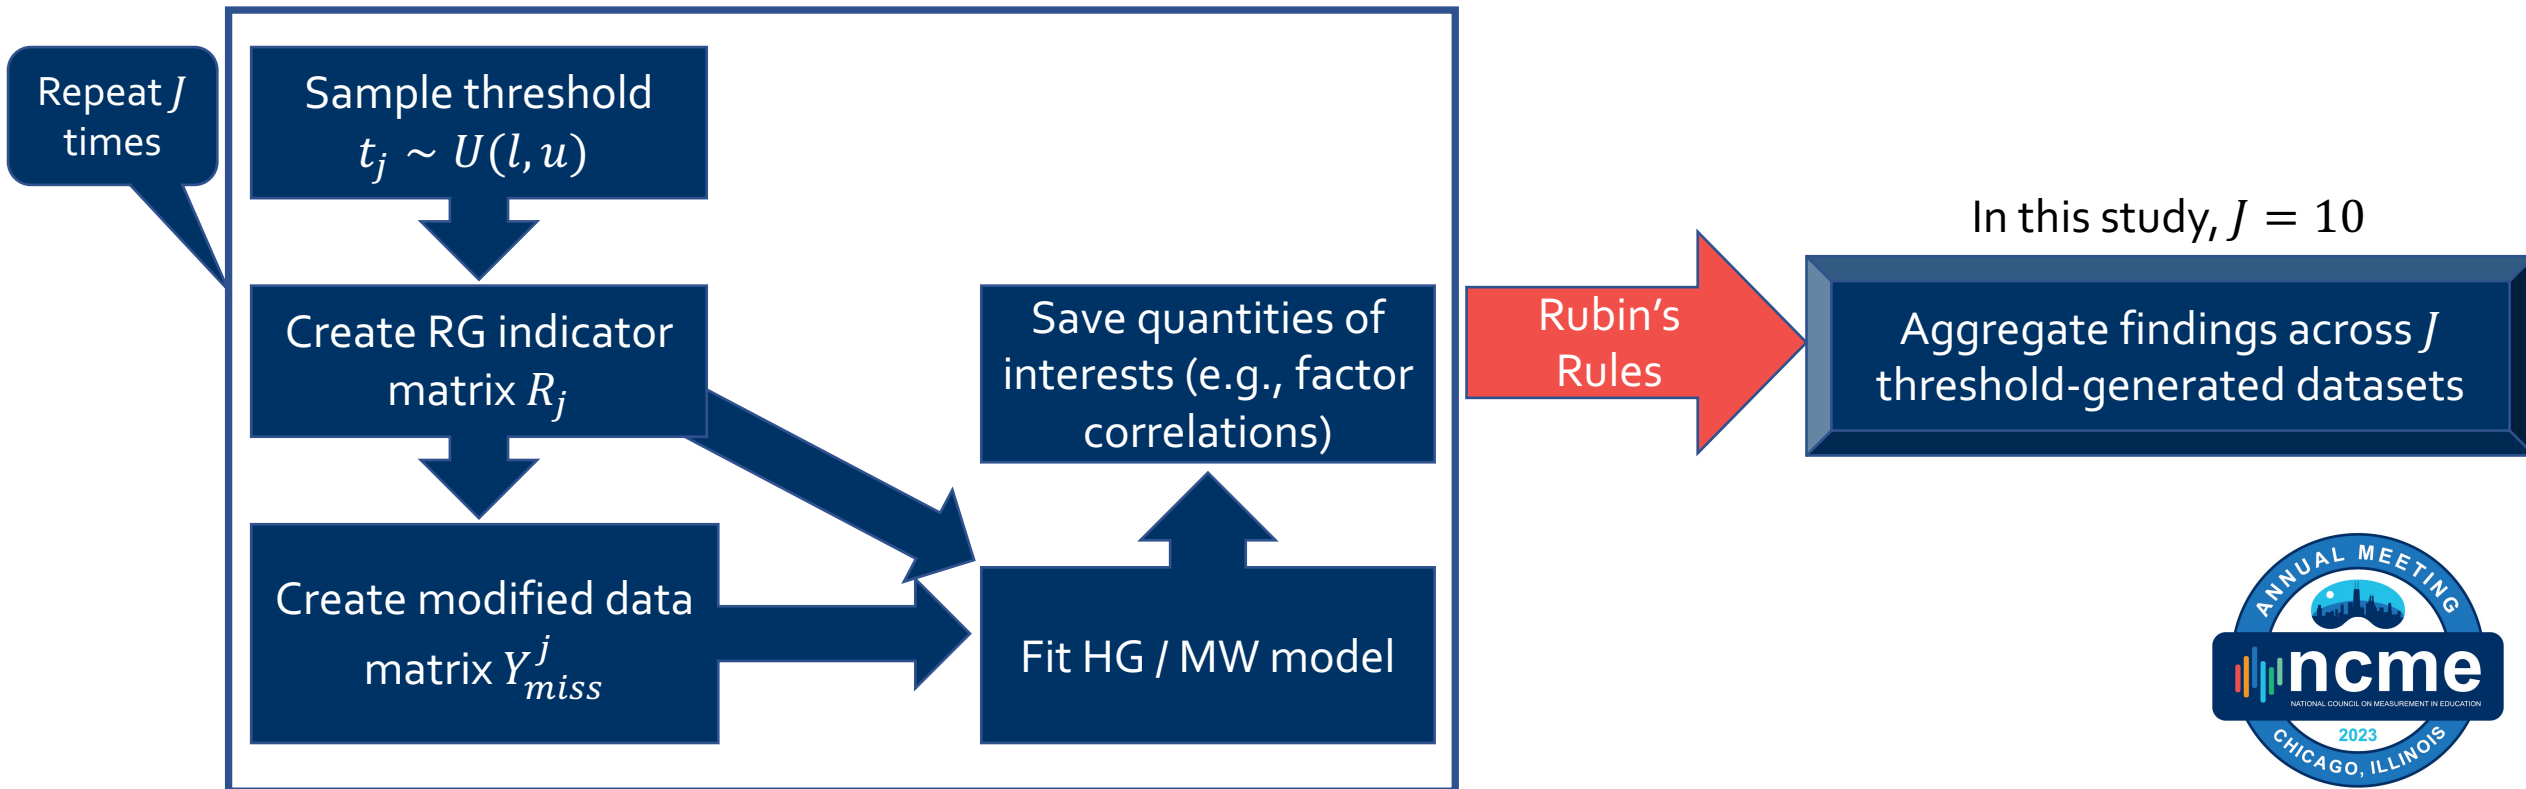 Repeat J
times
Sample threshold
t_j ~ U(l, u)
Create RG indicator
matrix R_j
Create modified data
matrix Y_{miss}^j
Save quantities of
interests (e.g., factor
correlations)
Fit HG / MW model
Rubin's
Rules
In this study, J = 10
Aggregate findings across J
threshold-generated datasets
ANNUAL MEETING
ncme
NATIONAL COUNCIL ON MEASUREMENT IN EDUCATION
2023
CHICAGO, ILLINOIS